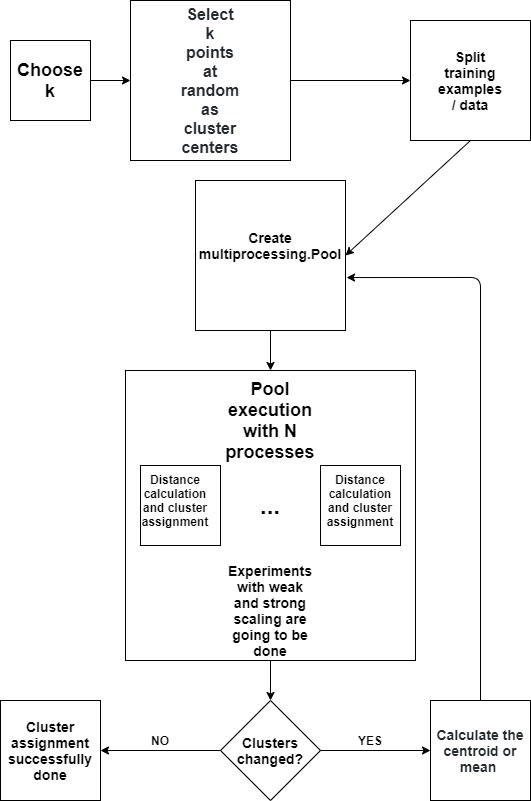 Choose
k
Select
k
points
at
random
as
cluster
centers
Split
training
examples
/ data
Create
multiprocessing.Pool
Pool
execution
with N
processes
Distance
calculation
and cluster
assignment
...
Distance
calculation
and cluster
assignment
Experiments
with weak
and strong
scaling are
going to be
done
Clusters
changed?
NO
YES
Cluster
assignment
successfully
done
Calculate the
centroid or
mean